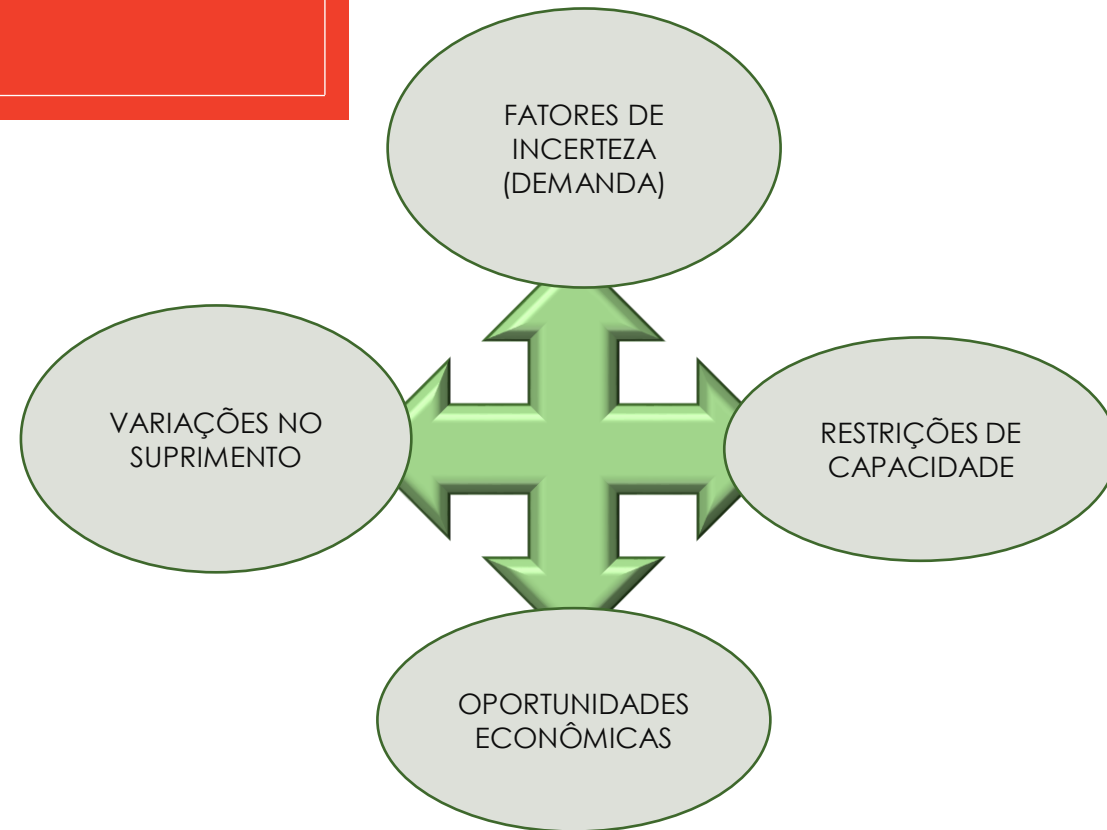 FATORES DE
INCERTEZA
(DEMANDA)
VARIAÇÕES NO
SUPRIMENTO
RESTRIÇÕES DE
CAPACIDADE
OPORTUNIDADES
ECONÔMICAS